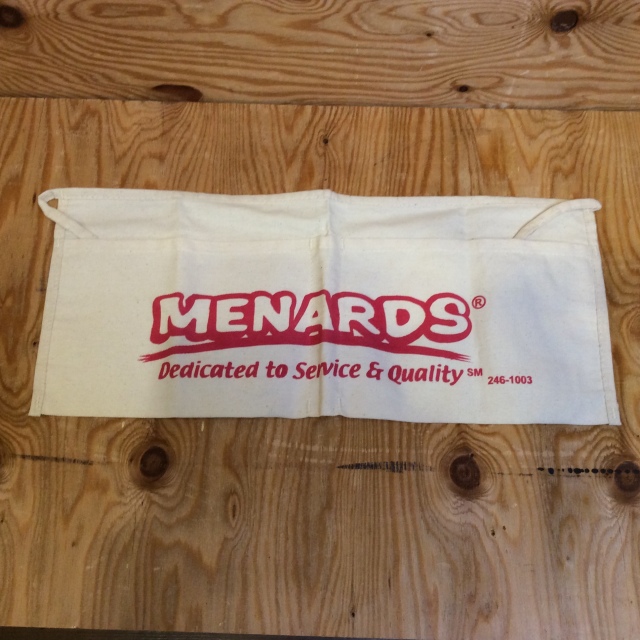 MENARDS®
Dedicated to Service & Quality℠ 246-1003